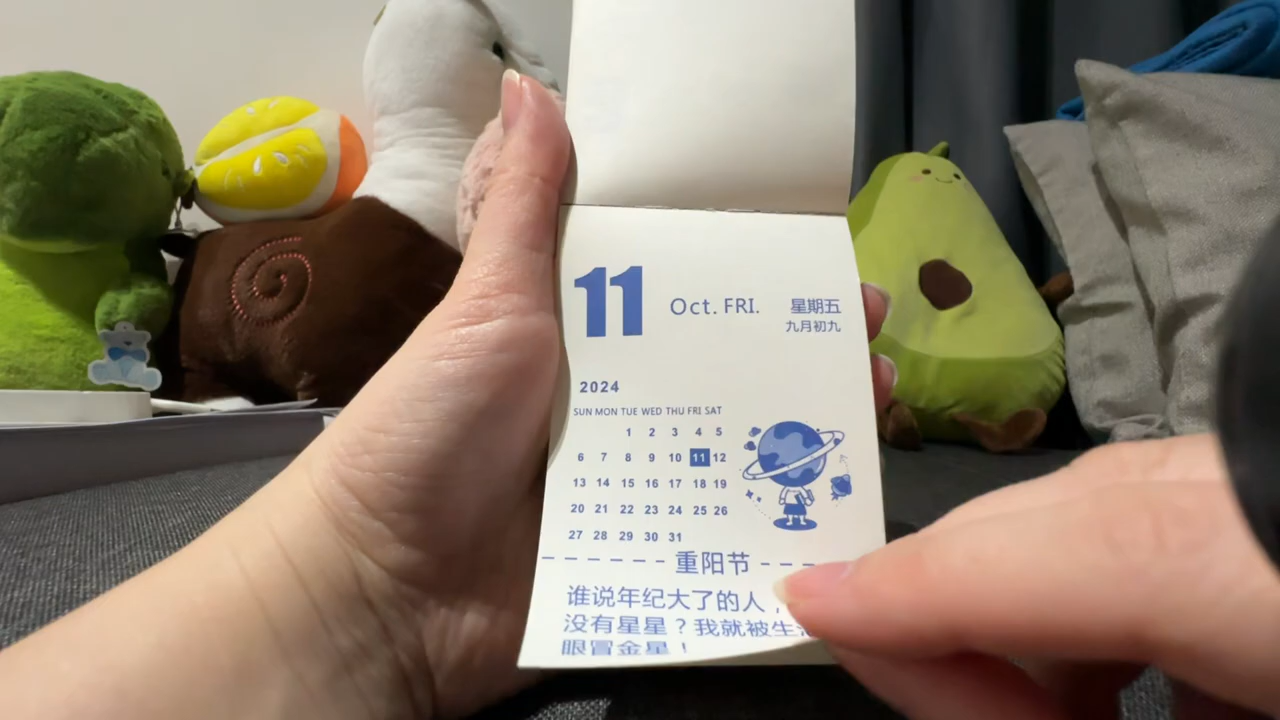 11 Oct. FRI. 星期五
九月初九
2024
SUN MON TUE WED THU FRI SAT
1 2 3 4 5
6 7 8 9 10 11 12
13 14 15 16 17 18 19
20 21 22 23 24 25 26
27 28 29 30 31
重阳节
谁说年纪大了的人，
没有星星？我就被生
眼冒金星！